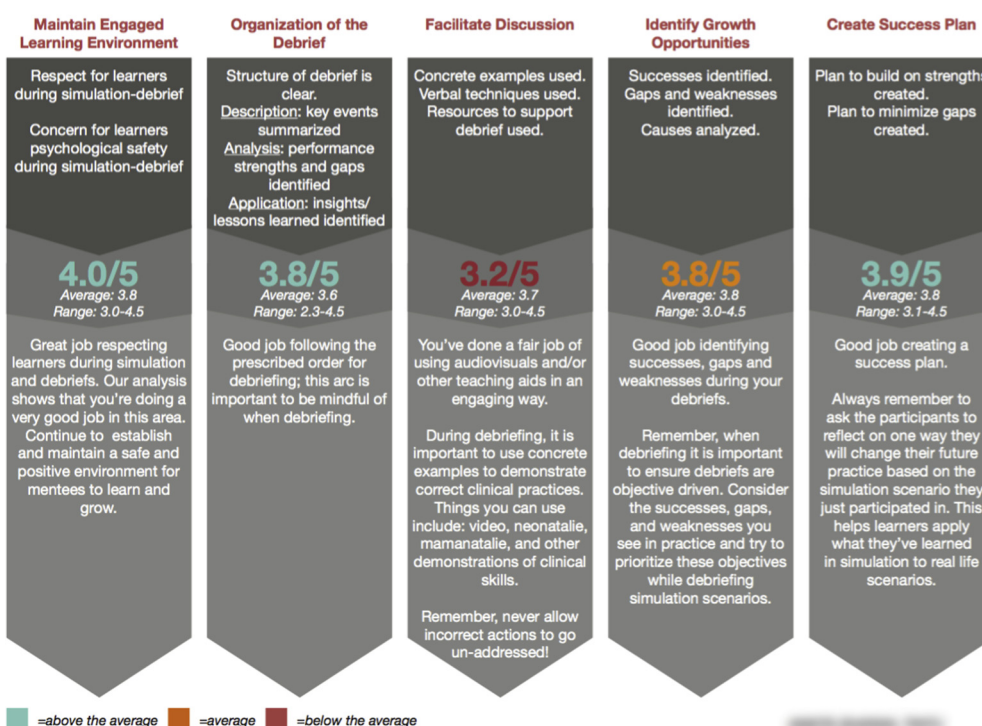 Maintain Engaged
Learning Environment
Respect for learners
during simulation-debrief
Concern for learners
psychological safety
during simulation-debrief
4.0/5
Average: 3.8
Range: 3.0-4.5
Great job respecting
learners during simulation
and debriefs. Our analysis
shows that you're doing a
very good job in this area.
Continue to establish
and maintain a safe and
positive environment for
mentees to learn and
grow.
Organization of the
Debrief
Structure of debrief is
clear.
Description: key events
summarized
Analysis: performance
strengths and gaps
identified
Application: insights/
lessons learned identified
3.8/5
Average: 3.6
Range: 2.3-4.5
Good job following the
prescribed order for
debriefing; this arc is
important to be mindful of
when debriefing.
Facilitate Discussion
Concrete examples used.
Verbal techniques used.
Resources to support
debrief used.
3.2/5
Average: 3.7
Range: 3.0-4.5
You've done a fair job of
using audiovisuals and/or
other teaching aids in an
engaging way.
During debriefing, it is
important to use concrete
examples to demonstrate
correct clinical practices.
Things you can use
include: video, neonatalie,
mamanatalie, and other
demonstrations of clinical
skills.
Remember, never allow
incorrect actions to go
un-addressed!
Identify Growth
Opportunities
Successes identified.
Gaps and weaknesses
identified.
Causes analyzed.
3.8/5
Average: 3.8
Range: 3.0-4.5
Good job identifying
successes, gaps and
weaknesses during your
debriefs.
Remember, when
debriefing it is important
to ensure debriefs are
objective driven. Consider
the successes, gaps,
and weaknesses you
see in practice and try to
prioritize these objectives
while debriefing
simulation scenarios.
Create Success Plan
Plan to build on strengths
created.
Plan to minimize gaps
created.
3.9/5
Average: 3.8
Range: 3.1-4.5
Good job creating a
success plan.
Always remember to
ask the participants to
reflect on one way they
will change their future
practice based on the
simulation scenario they
just participated in. This
helps learners apply
what they've learned
in simulation to real life
scenarios.
=above the average =average =below the average